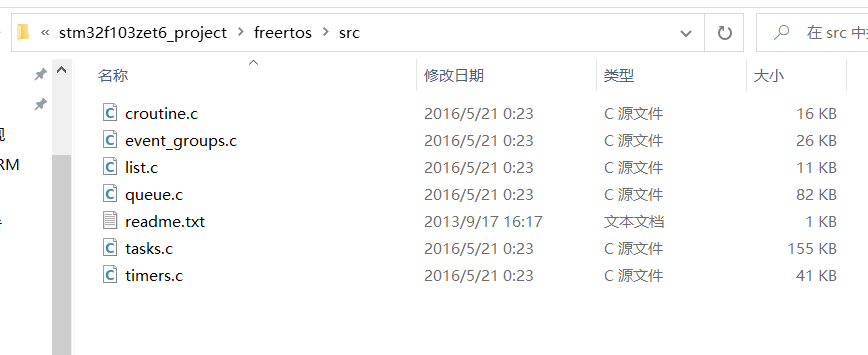 « stm32f103zet6_project > freertos > src 在 src 中
名称 修改日期 类型 大小
croutine.c 2016/5/21 0:23 C 源文件 16 KB
event_groups.c 2016/5/21 0:23 C 源文件 26 KB
list.c 2016/5/21 0:23 C 源文件 11 KB
RM
queue.c 2016/5/21 0:23 C 源文件 82 KB
readme.txt 2013/9/17 16:17 文本文档 1 KB
tasks.c 2016/5/21 0:23 C 源文件 155 KB
timers.c 2016/5/21 0:23 C 源文件 41 KB